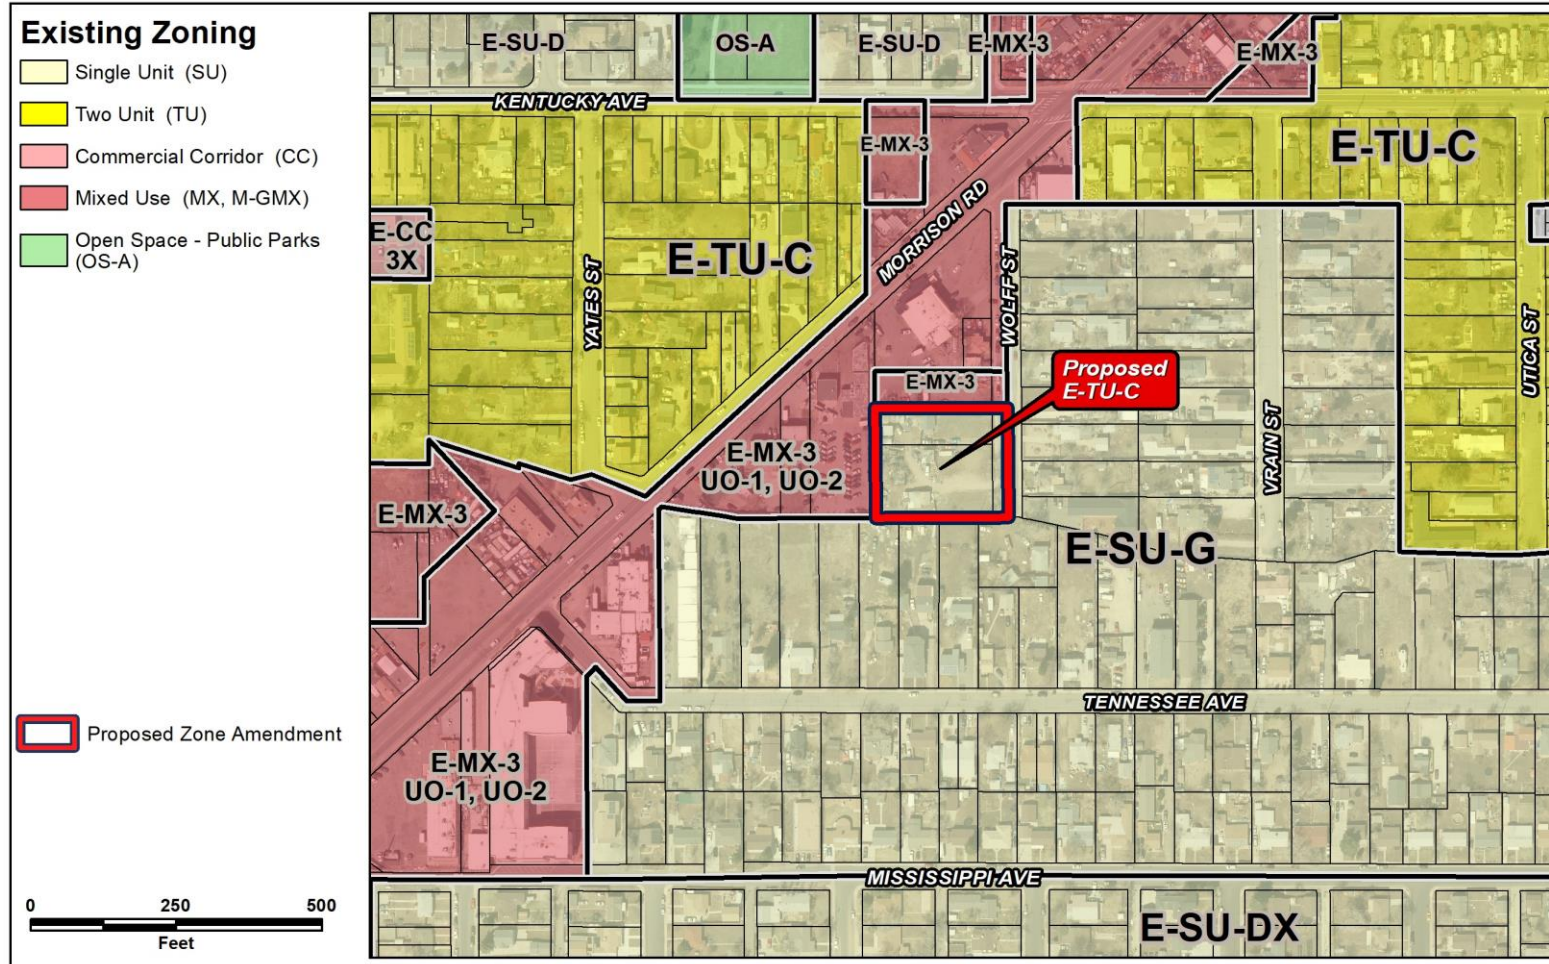 Existing Zoning
Single Unit (SU)
Two Unit (TU)
Commercial Corridor (CC)
Mixed Use (MX, M-GMX)
Open Space - Public Parks
(OS-A)
Proposed Zone Amendment
0 250 500
Feet
E-SU-D
OS-A
E-SU-D
E-MX-3
E-MX-3
KENTUCKY AVE
E-MX-3
E-TU-C
E-CC
3X
E-TU-C
YATES ST
MORRISON RD
WOLFF ST
UTICA ST
Proposed
E-TU-C
E-MX-3
VRAIN ST
E-MX-3
UO-1, UO-2
E-MX-3
E-SU-G
TENNESSEE AVE
E-MX-3
UO-1, UO-2
MISSISSIPPI AVE
E-SU-DX